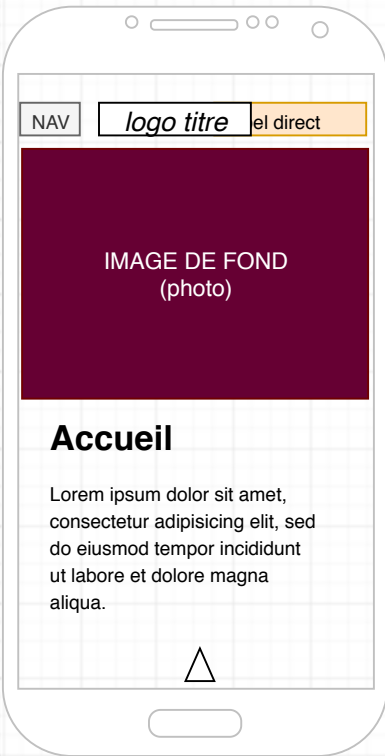 NAV
logo titre
el direct
IMAGE DE FOND
(photo)
Accueil
Lorem ipsum dolor sit amet,
consectetur adipisicing elit, sed
do eiusmod tempor incididunt
ut labore et dolore magna
aliqua.